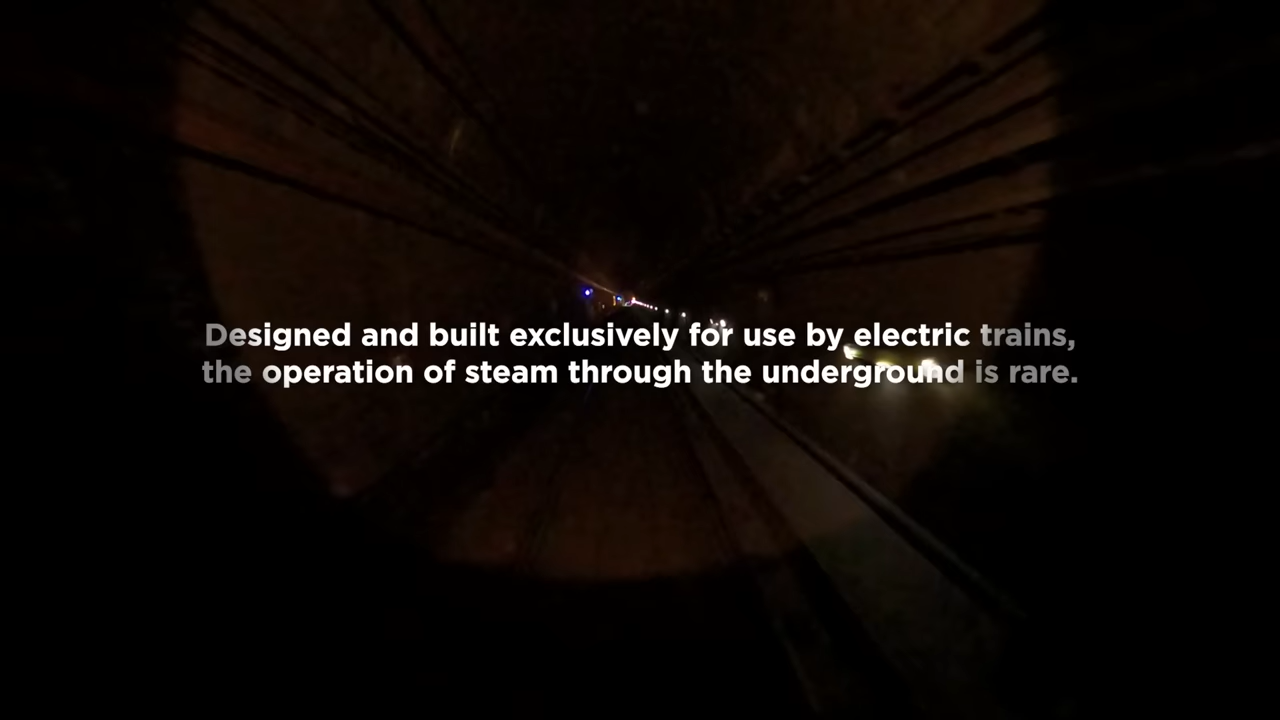 Designed and built exclusively for use by electric trains,
the operation of steam through the underground is rare.